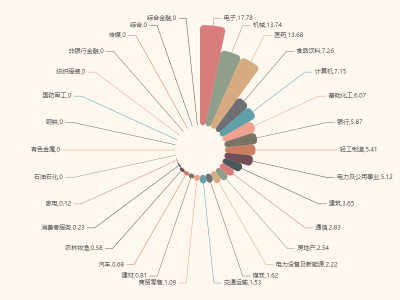 电子,17.78
机械,13.74
医药,13.68
食品饮料,7.26
计算机,7.15
基础化工,6.07
银行,5.87
轻工制造,5.41
电力及公用事业,5.12
建筑,3.65
通信,2.83
房地产,2.54
电力设备及新能源,2.22
煤炭,1.62
交通运输,1.53
商贸零售,1.09
建材,0.81
汽车,0.68
农林牧渔,0.58
消费者服务,0.23
家电,0.12
石油石化,0
有色金属,0
钢铁,0
国防军工,0
纺织服装,0
非银行金融,0
传媒,0
综合,0
综合金融,0